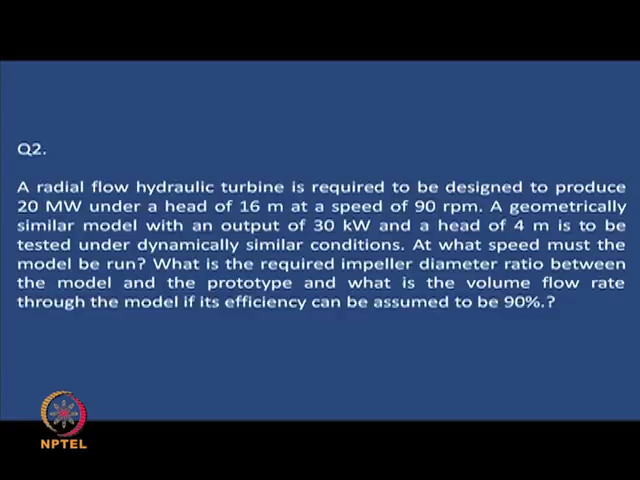 Q2.
A radial flow hydraulic turbine is required to be designed to produce
20 MW under a head of 16 m at a speed of 90 rpm. A geometrically
similar model with an output of 30 kW and a head of 4 m is to be
tested under dynamically similar conditions. At what speed must the
model be run? What is the required impeller diameter ratio between
the model and the prototype and what is the volume flow rate
through the model if its efficiency can be assumed to be 90%.?
NPTEL